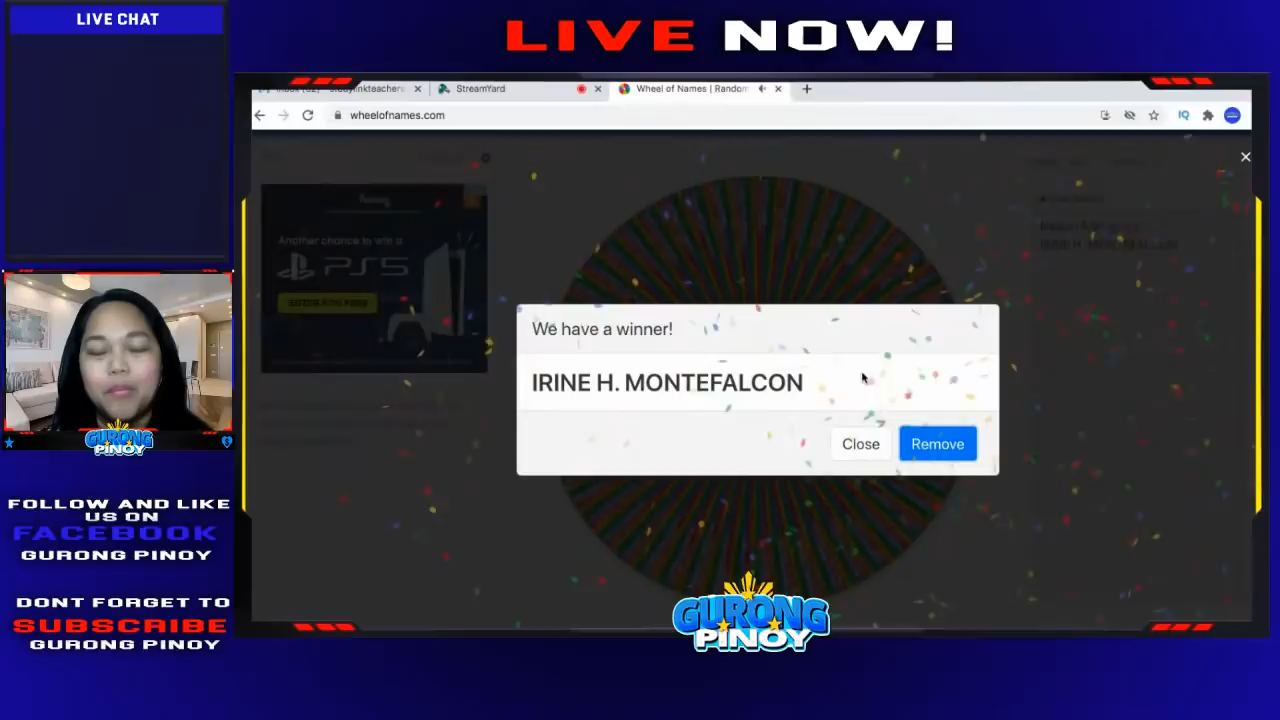 LIVE CHAT
LIVE NOW!
StreamYard
Wheel of Names | Random
wheelofnames.com
IQ
Another chance to win a
PS5
We have a winner!
IRINE H. MONTEFALCON
Close
Remove
GURONG
PINOY
FOLLOW AND LIKE
US ON
FACEBOOK
GURONG PINOY
DONT FORGET TO
SUBSCRIBE
GURONG PINOY
GURONG
PINOY